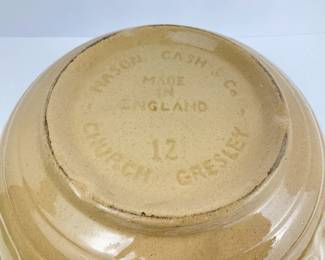 MASON, CASH & Co.
MADE
IN
ENGLAND
12
CHURCH GRESLEY